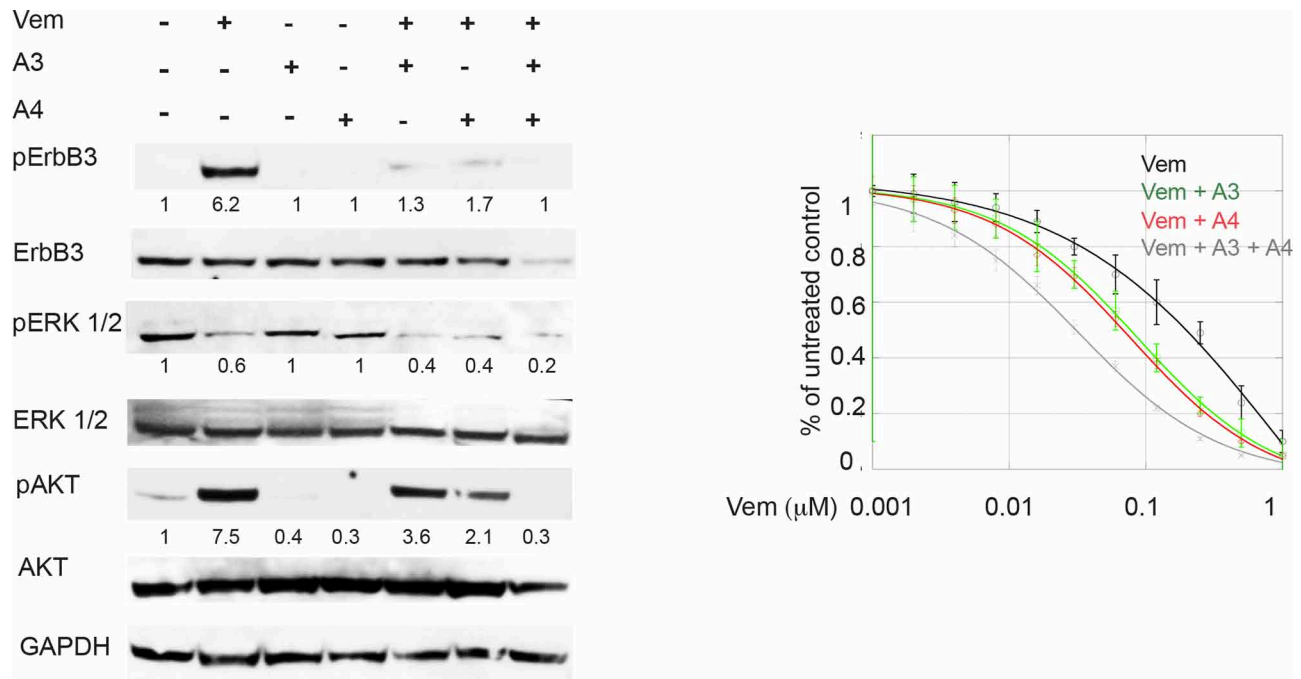 Vem - + - - + + +
A3 - - + - + - +
A4 - - - + - + +
pErbB3
1 6.2 1 1 1.3 1.7 1
ErbB3
pERK 1/2
1 0.6 1 1 0.4 0.4 0.2
ERK 1/2
pAKT
1 7.5 0.4 0.3 3.6 2.1 0.3
AKT
GAPDH
% of untreated control
1
0.8
0.6
0.4
0.2
0
Vem
Vem + A3
Vem + A4
Vem + A3 + A4
Vem (μM) 0.001 0.01 0.1 1